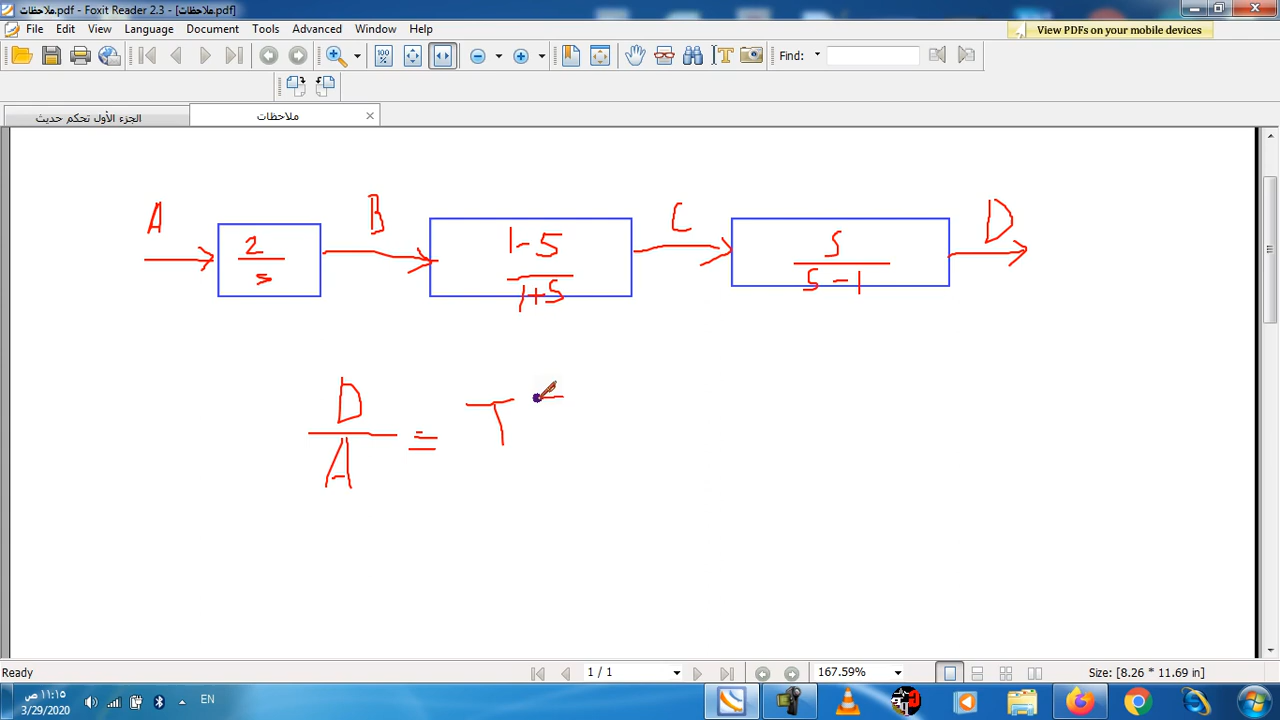 ملاحظات.pdf - Foxit Reader 2.3 - [ملاحظات.pdf]
File Edit View Language Document Tools Advanced Window Help
View PDFs on your mobile devices
Find:
الجزء الأول تحكم حديث
ملاحظات
A B C D
2
s
1-s
1+s
s
s-1
D
A
= T
Ready
1 / 1
167.59%
Size: [8.26 * 11.69 in]
١١:١٥ ص
3/29/2020
EN